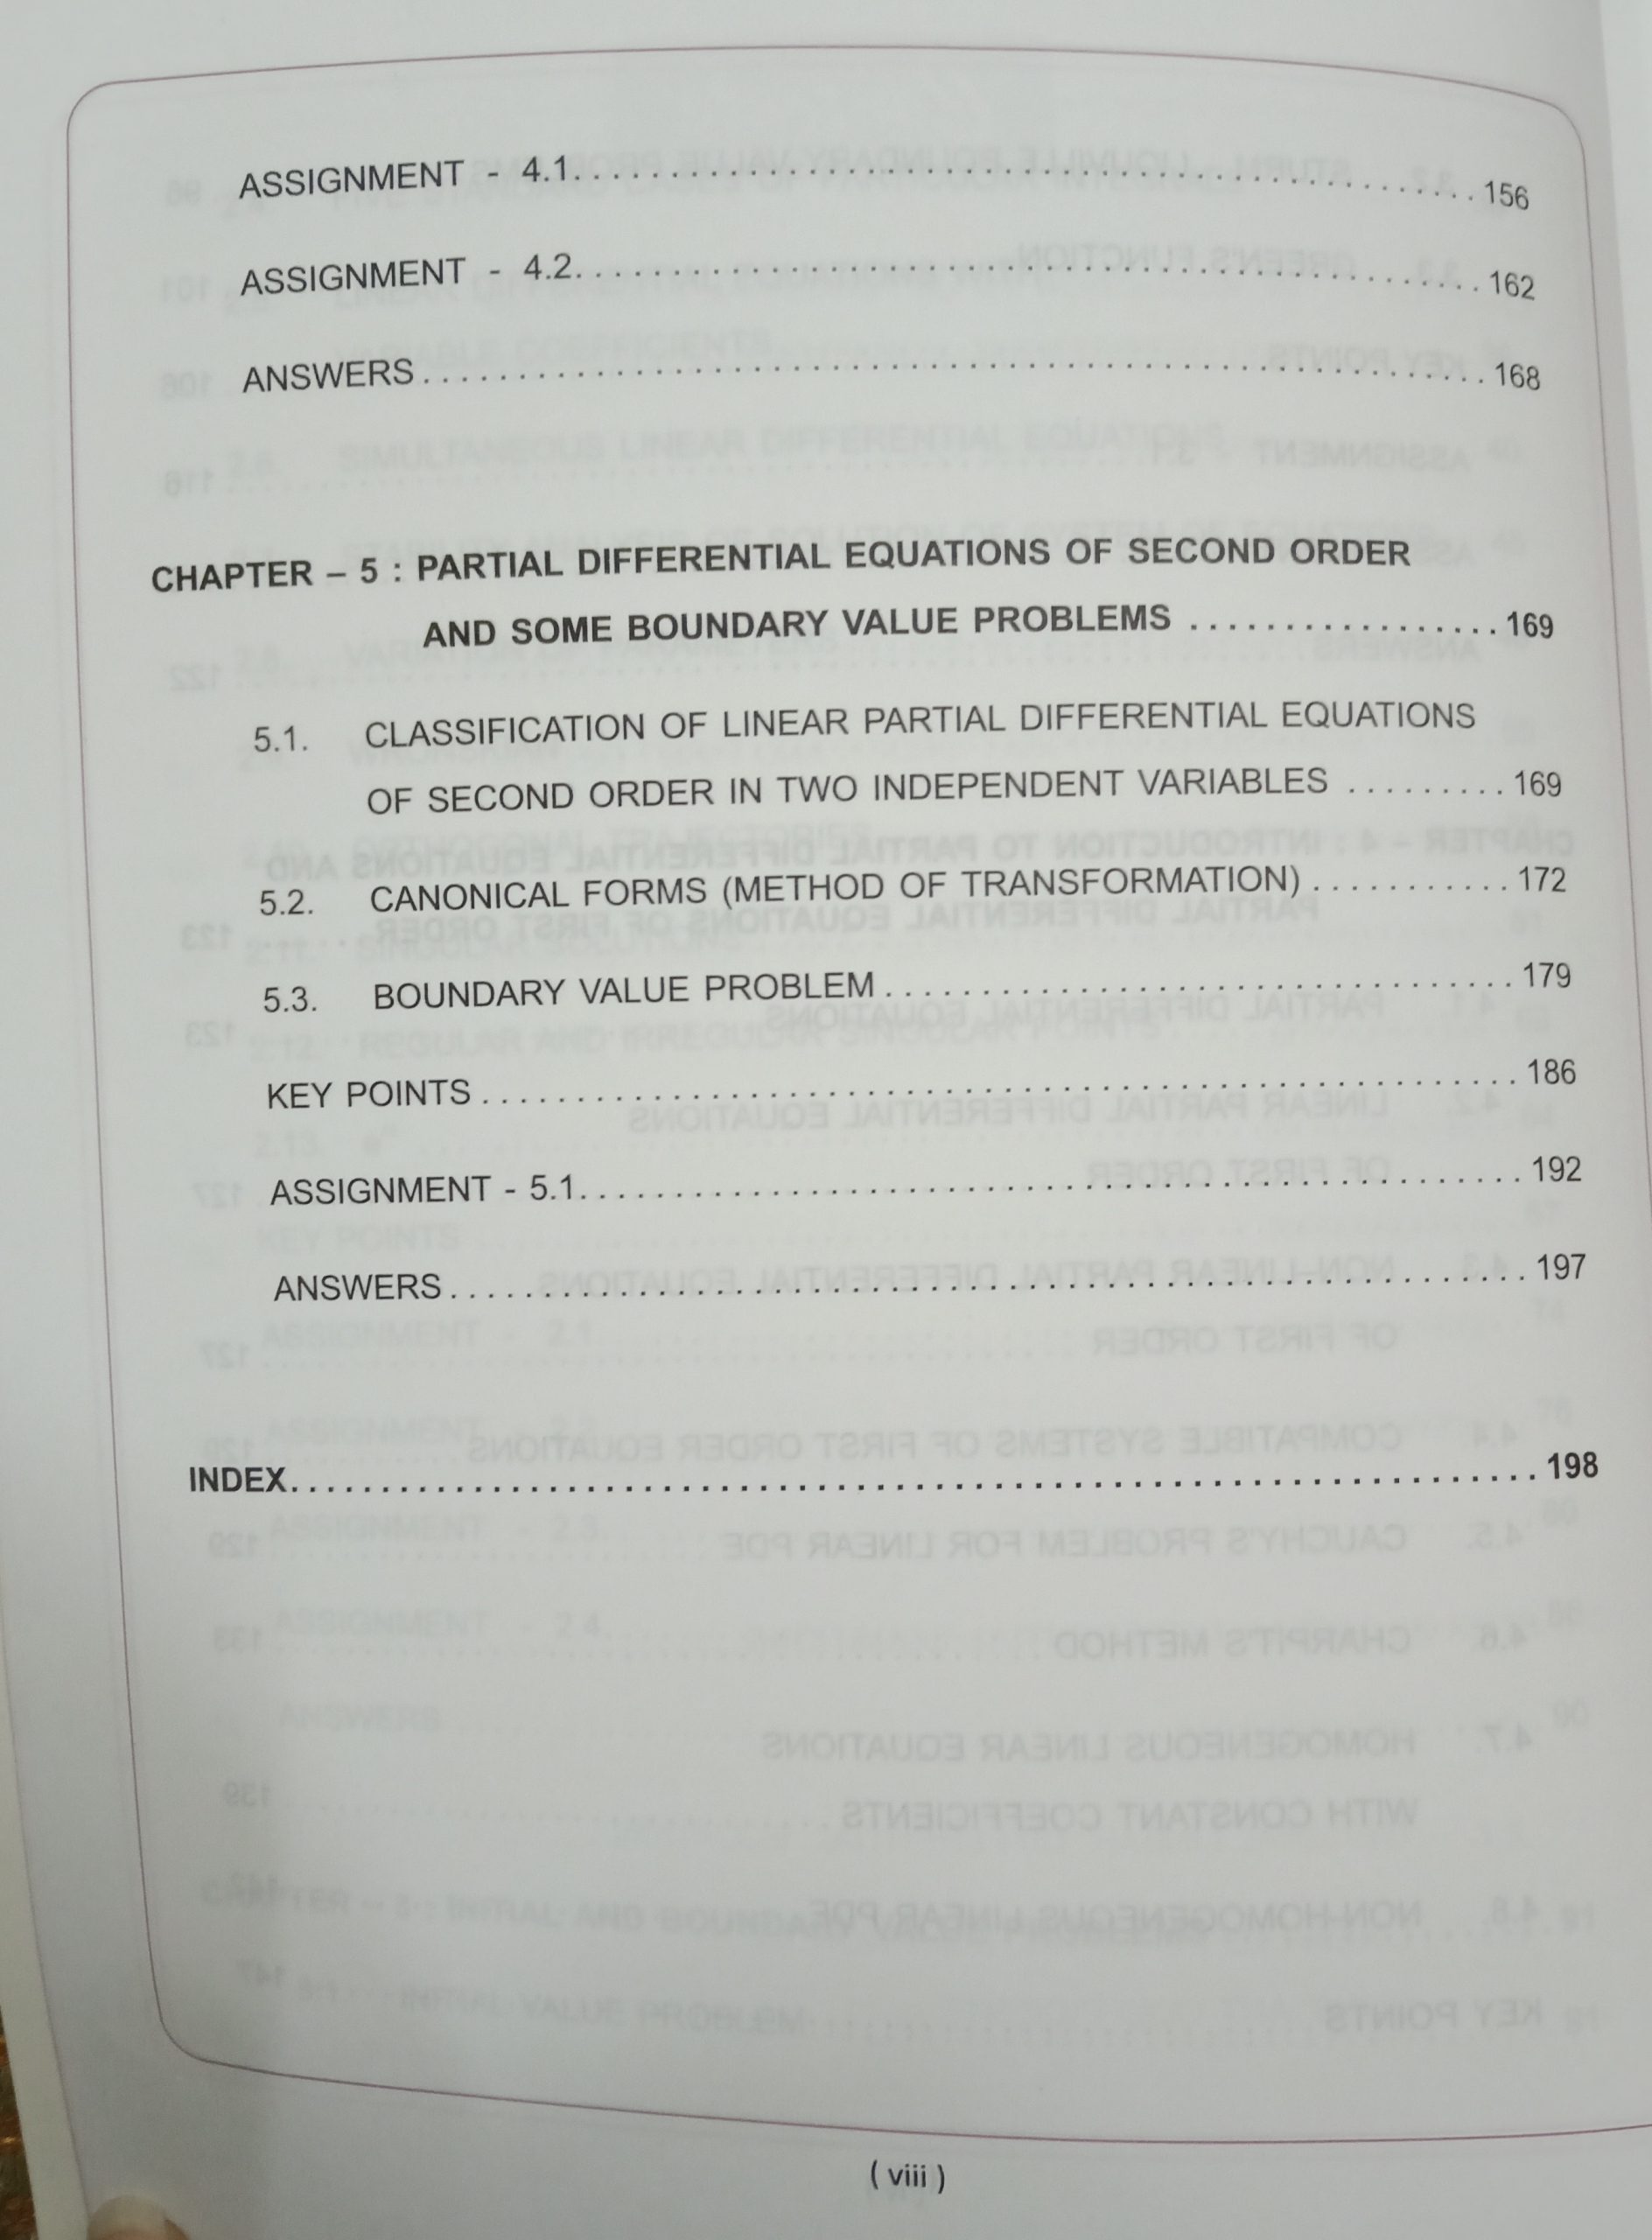 ASSIGNMENT - 4.1. . . . . . . . . . . . . . . . . . . . . . . . . . . . . . . . . . . . . . . . . . . . . . . . 156
ASSIGNMENT - 4.2. . . . . . . . . . . . . . . . . . . . . . . . . . . . . . . . . . . . . . . . . . . . . . . . 162
ANSWERS . . . . . . . . . . . . . . . . . . . . . . . . . . . . . . . . . . . . . . . . . . . . . . . . . . . . . . . . 168
CHAPTER – 5 : PARTIAL DIFFERENTIAL EQUATIONS OF SECOND ORDER
AND SOME BOUNDARY VALUE PROBLEMS . . . . . . . . . . . . . . . . . 169
5.1. CLASSIFICATION OF LINEAR PARTIAL DIFFERENTIAL EQUATIONS
OF SECOND ORDER IN TWO INDEPENDENT VARIABLES . . . . . . . . . 169
5.2. CANONICAL FORMS (METHOD OF TRANSFORMATION) . . . . . . . . . . . 172
5.3. BOUNDARY VALUE PROBLEM . . . . . . . . . . . . . . . . . . . . . . . . . . . . . . . . . . 179
KEY POINTS . . . . . . . . . . . . . . . . . . . . . . . . . . . . . . . . . . . . . . . . . . . . . . . . . . . . . . . 186
ASSIGNMENT - 5.1. . . . . . . . . . . . . . . . . . . . . . . . . . . . . . . . . . . . . . . . . . . . . . . . . . 192
ANSWERS . . . . . . . . . . . . . . . . . . . . . . . . . . . . . . . . . . . . . . . . . . . . . . . . . . . . . . . . . 197
INDEX. . . . . . . . . . . . . . . . . . . . . . . . . . . . . . . . . . . . . . . . . . . . . . . . . . . . . . . . . . . . 198
( viii )